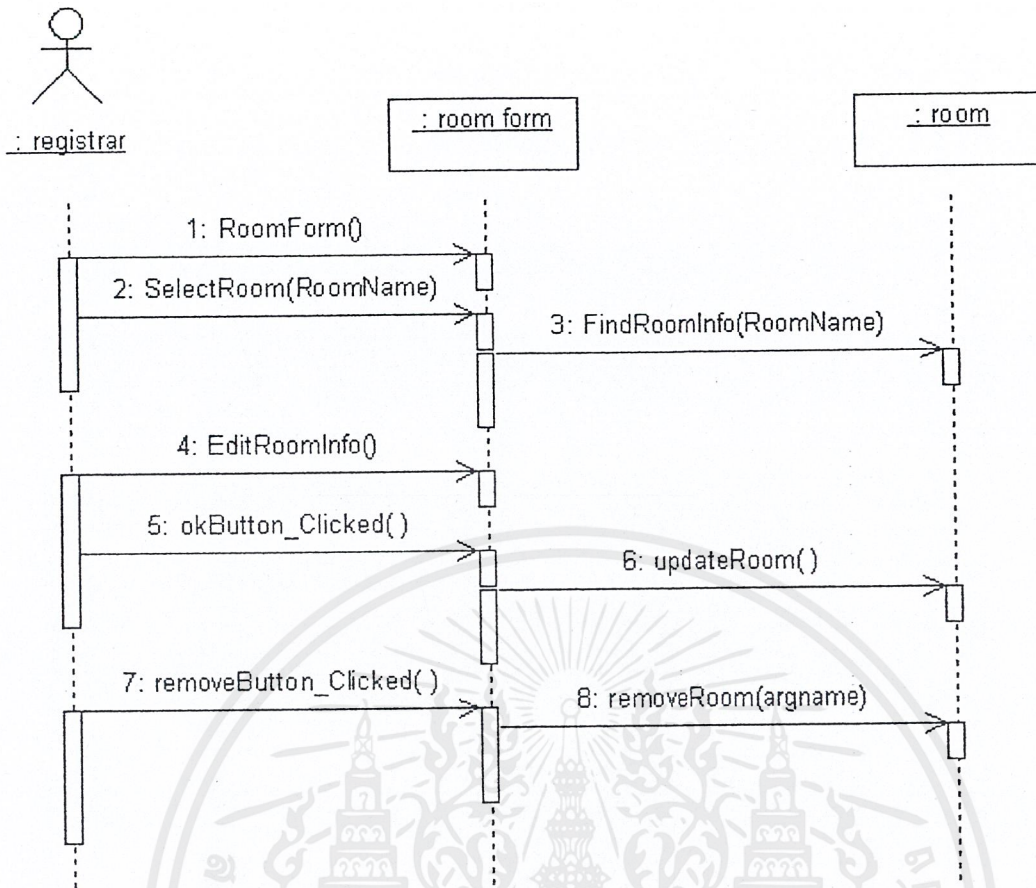 : registrar
: room form
: room
1: RoomForm()
2: SelectRoom(RoomName)
3: FindRoomInfo(RoomName)
4: EditRoomInfo()
5: okButton_Clicked( )
6: updateRoom( )
7: removeButton_Clicked( )
8: removeRoom(argname)